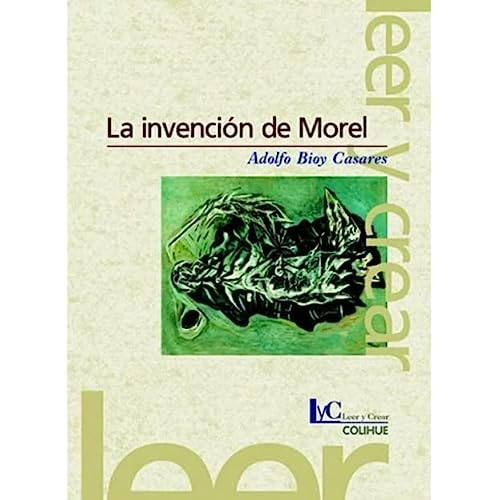 leer y crear
La invención de Morel
Adolfo Bioy Casares
LyC Leer y Crear
COLIHUE
leer